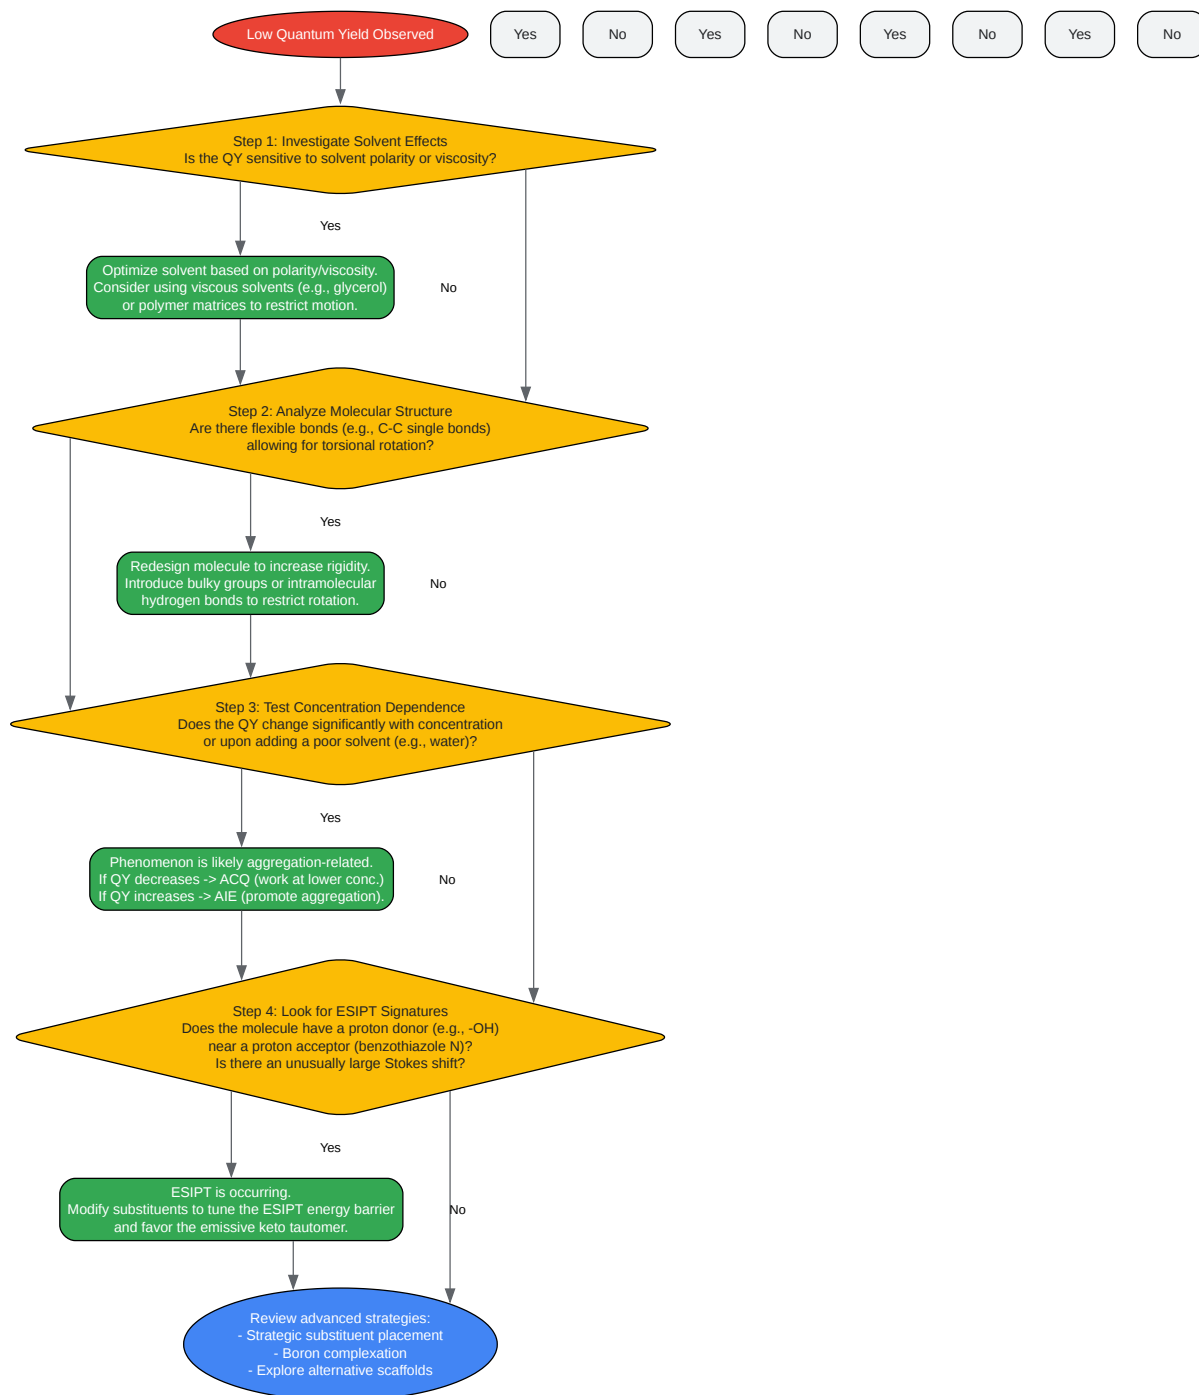 Low Quantum Yield Observed
Yes
No
Yes
No
Yes
No
Yes
No
Step 1: Investigate Solvent Effects
Is the QY sensitive to solvent polarity or viscosity?
Yes
Optimize solvent based on polarity/viscosity.
Consider using viscous solvents (e.g., glycerol)
or polymer matrices to restrict motion.
No
Step 2: Analyze Molecular Structure
Are there flexible bonds (e.g., C-C single bonds)
allowing for torsional rotation?
Yes
Redesign molecule to increase rigidity.
Introduce bulky groups or intramolecular
hydrogen bonds to restrict rotation.
No
Step 3: Test Concentration Dependence
Does the QY change significantly with concentration
or upon adding a poor solvent (e.g., water)?
Yes
Phenomenon is likely aggregation-related.
If QY decreases -> ACQ (work at lower conc.)
If QY increases -> AIE (promote aggregation).
No
Step 4: Look for ESIPT Signatures
Does the molecule have a proton donor (e.g., -OH)
near a proton acceptor (benzothiazole N)?
Is there an unusually large Stokes shift?
Yes
ESIPT is occurring.
Modify substituents to tune the ESIPT energy barrier
and favor the emissive keto tautomer.
No
Review advanced strategies:
- Strategic substituent placement
- Boron complexation
- Explore alternative scaffolds